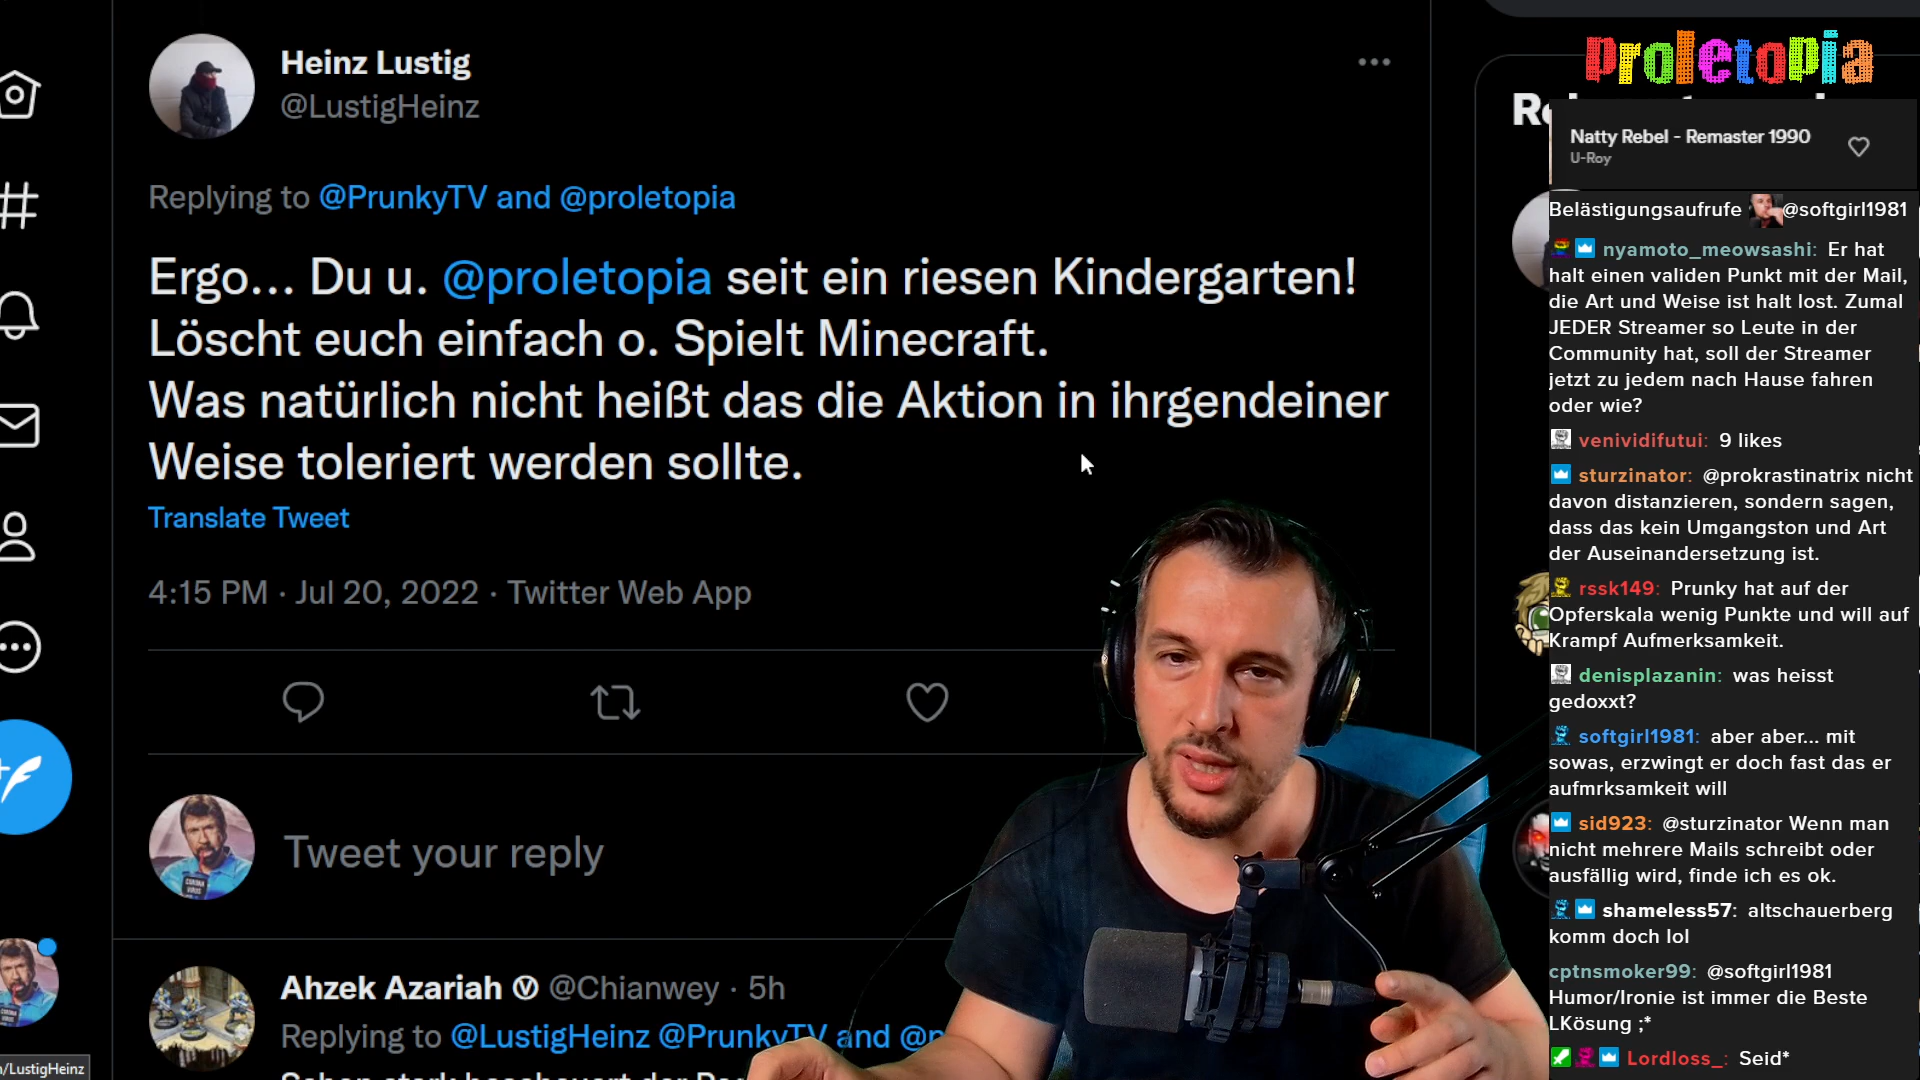 Heinz Lustig
@LustigHeinz
Replying to @PrunkyTV and @proletopia
Ergo... Du u. @proletopia seit ein riesen Kindergarten!
Löscht euch einfach o. Spielt Minecraft.
Was natürlich nicht heißt das die Aktion in ihrgendeiner
Weise toleriert werden sollte.
Translate Tweet
4:15 PM · Jul 20, 2022 · Twitter Web App
Tweet your reply
Ahzek Azariah Ⓥ @Chianwey · 5h
Replying to @LustigHeinz @PrunkyTV and @p
/LustigHeinz
Proletopia
Natty Rebel - Remaster 1990
U-Roy
Belästigungsaufrufe @softgirl1981
nyamoto_meowsashi: Er hat
halt einen validen Punkt mit der Mail,
die Art und Weise ist halt lost. Zumal
JEDER Streamer so Leute in der
Community hat, soll der Streamer
jetzt zu jedem nach Hause fahren
oder wie?
venividifutui: 9 likes
sturzinator: @prokrastinatrix nicht
davon distanzieren, sondern sagen,
dass das kein Umgangston und Art
der Auseinandersetzung ist.
rssk149: Prunky hat auf der
Opferskala wenig Punkte und will auf
Krampf Aufmerksamkeit.
denisplazanin: was heisst
gedoxxt?
softgirl1981: aber aber... mit
sowas, erzwingt er doch fast das er
aufmrksamkeit will
sid923: @sturzinator Wenn man
nicht mehrere Mails schreibt oder
ausfällig wird, finde ich es ok.
shameless57: altschauerberg
komm doch lol
cptnsmoker99: @softgirl1981
Humor/Ironie ist immer die Beste
LKösung ;*
Lordloss_: Seid*